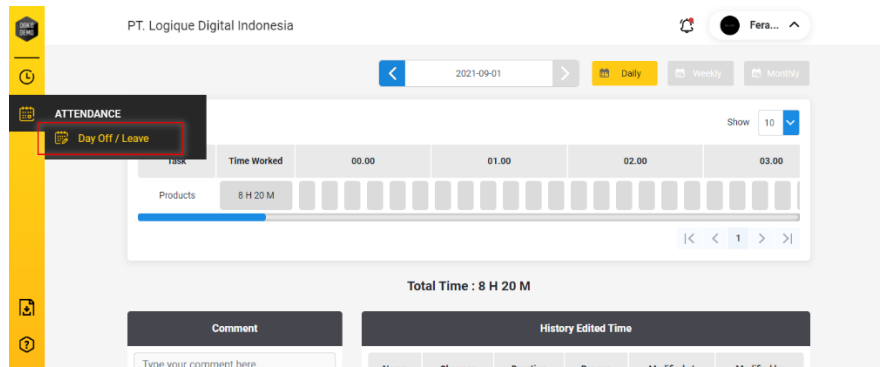 DOKO DEMO
PT. Logique Digital Indonesia
Fera...
2021-09-01
Daily
Weekly
Monthly
ATTENDANCE
Day Off / Leave
Show 10
Task Time Worked 00.00 01.00 02.00 03.00
Products 8 H 20 M
1
Total Time : 8 H 20 M
Comment
History Edited Time
Type your comment here